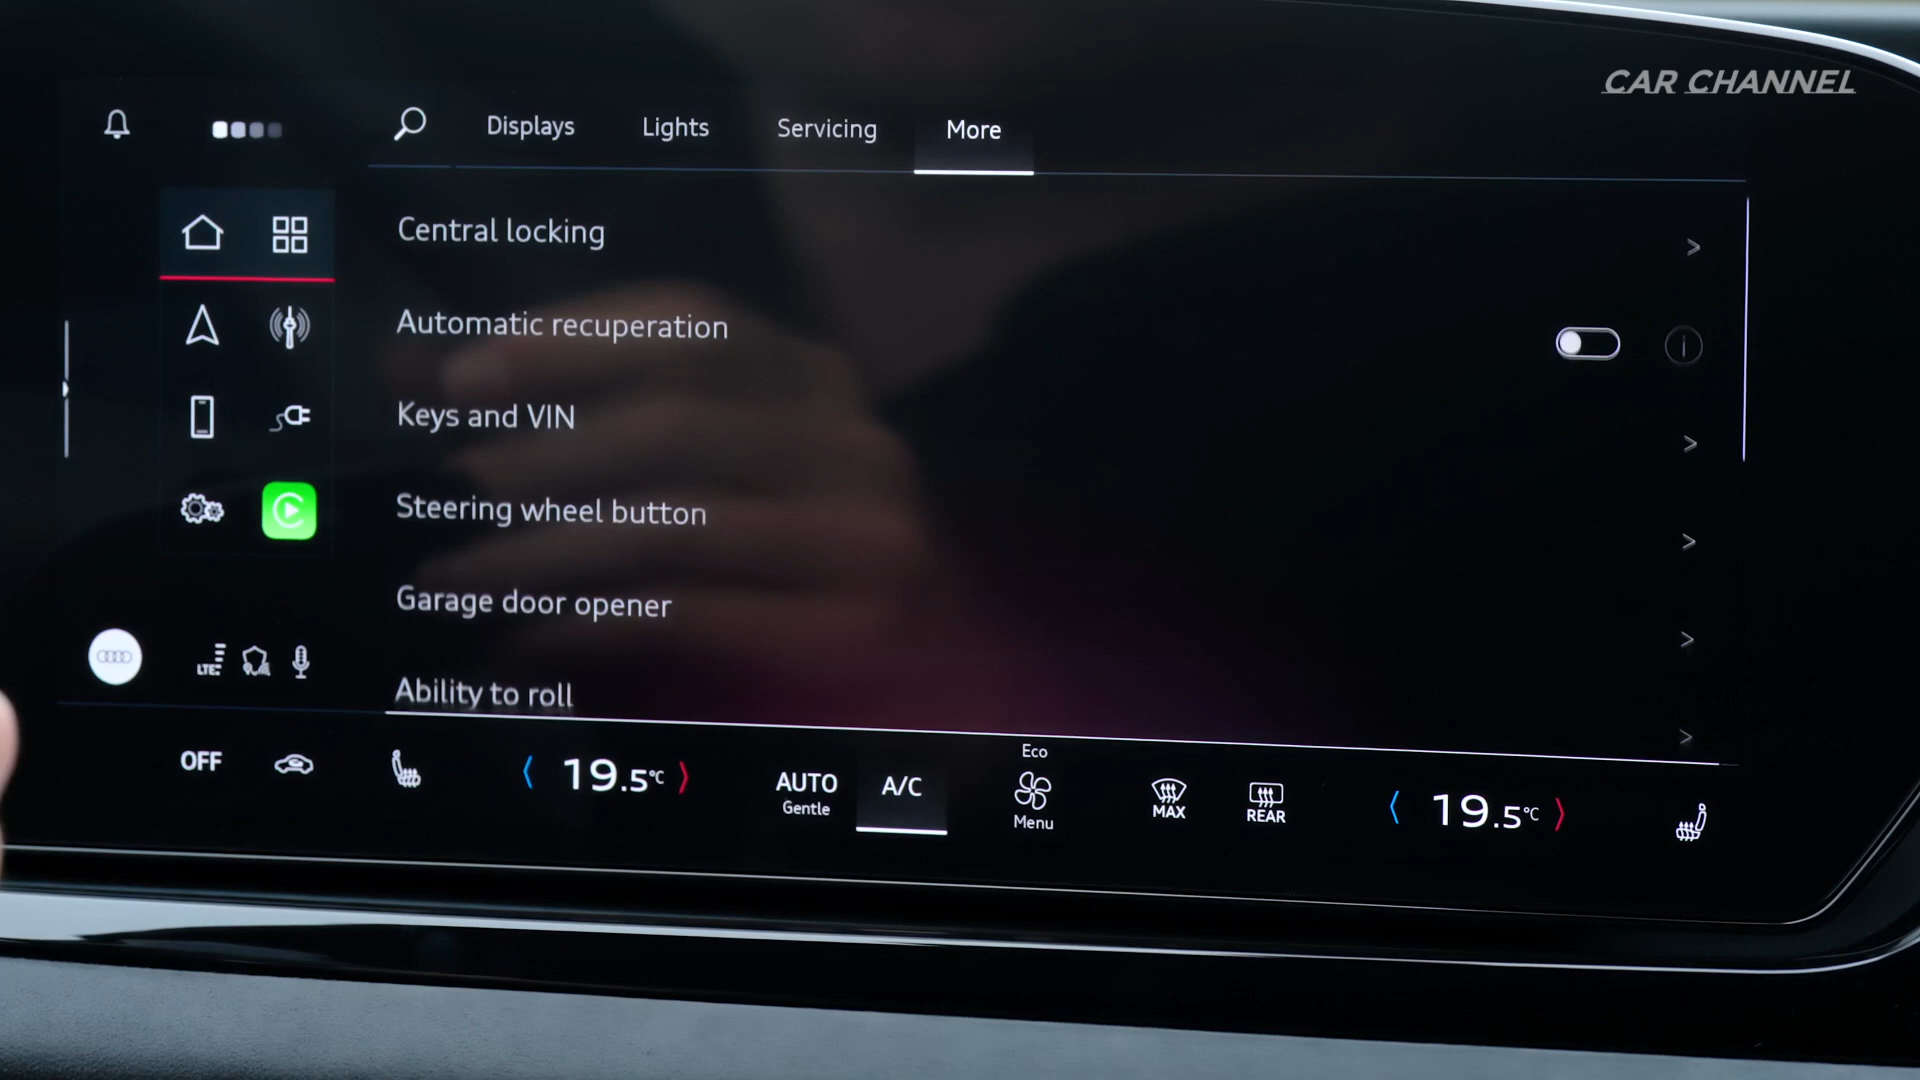 CAR CHANNEL
Displays Lights Servicing More
Central locking
Automatic recuperation
Keys and VIN
Steering wheel button
Garage door opener
Ability to roll
LTE
OFF 19.5°C AUTO Gentle A/C Eco Menu MAX REAR 19.5°C